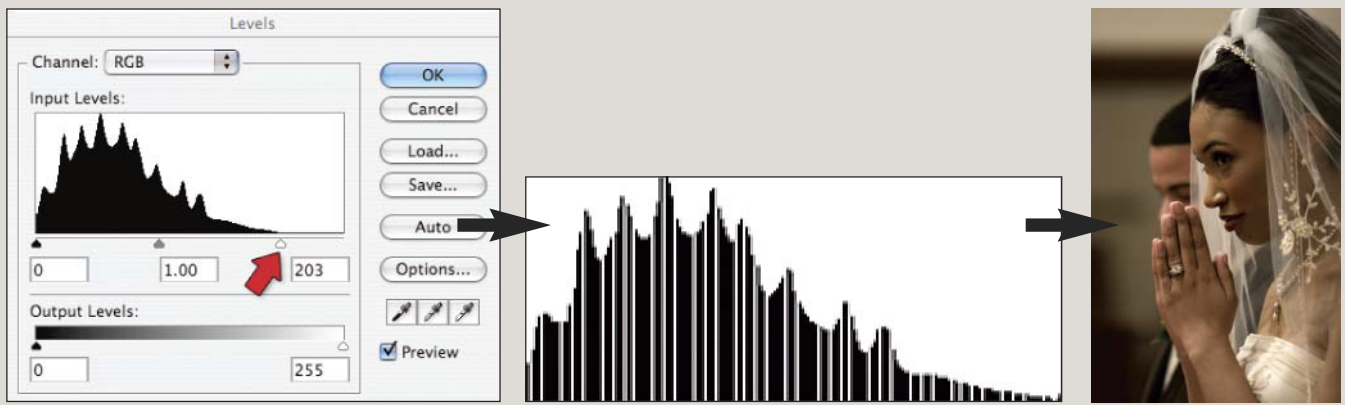 Levels
Channel: RGB
OK
Input Levels:
Cancel
Load...
Save...
Auto
0 1.00 203
Options...
Output Levels:
Preview
0 255